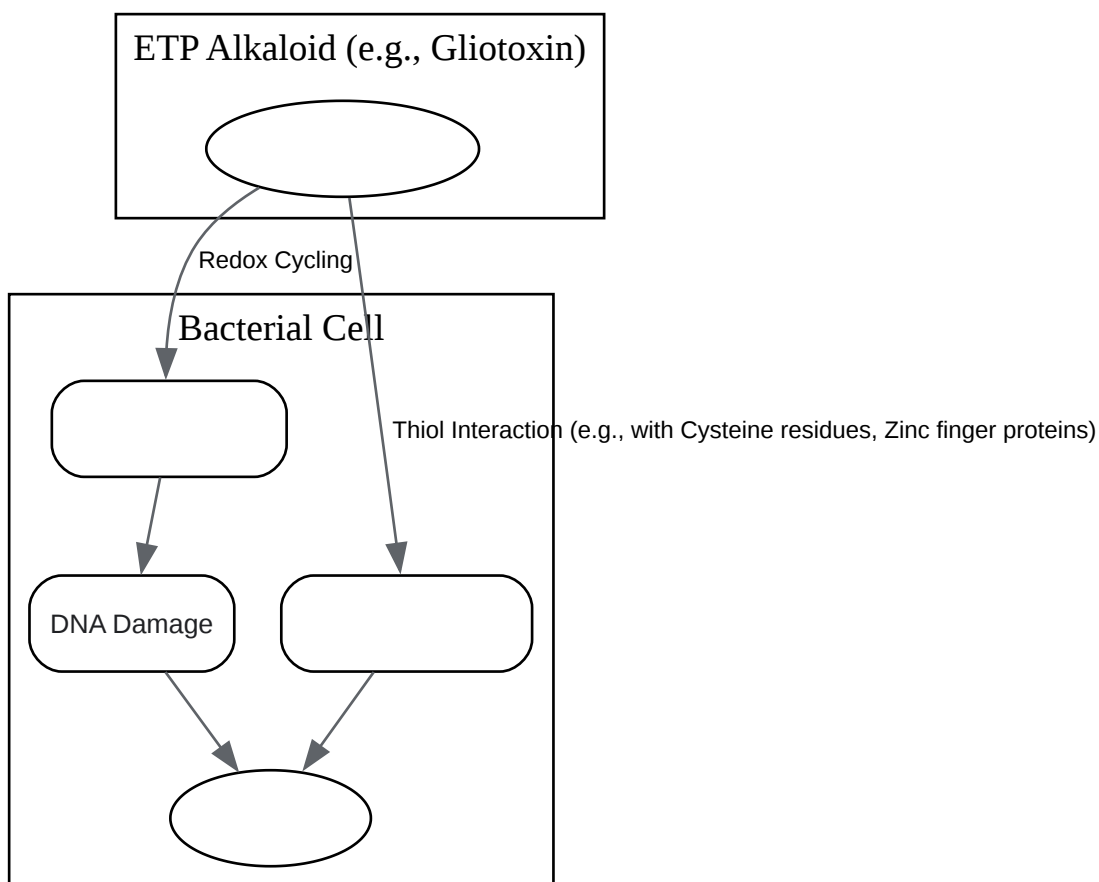 ETP Alkaloid (e.g., Gliotoxin)
Redox Cycling
Bacterial Cell
Thiol Interaction (e.g., with Cysteine residues, Zinc finger proteins)
DNA Damage